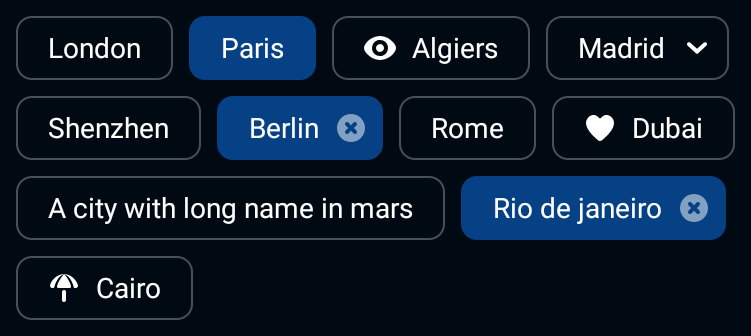 London Paris Algiers Madrid
Shenzhen Berlin Rome Dubai
A city with long name in mars Rio de janeiro
Cairo